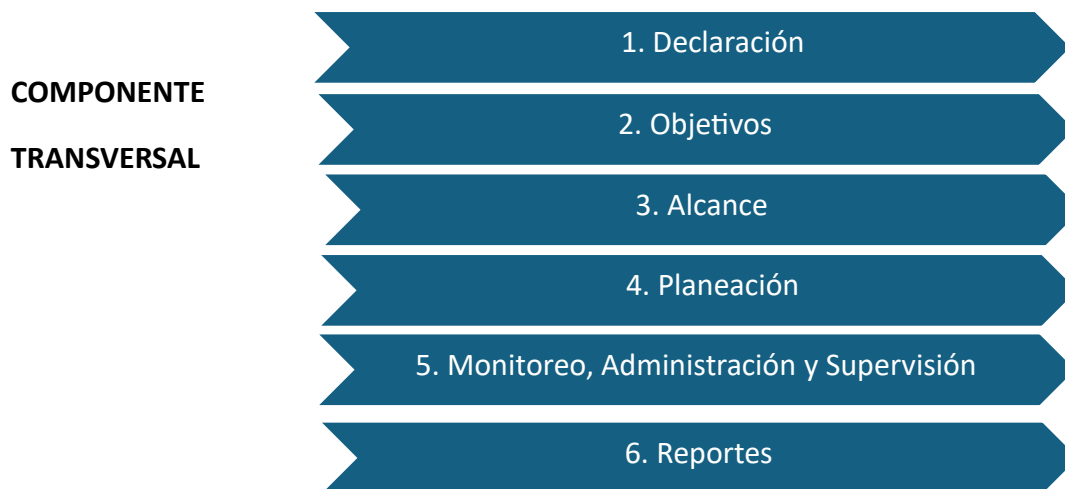 COMPONENTE
TRANSVERSAL
1. Declaración
2. Objetivos
3. Alcance
4. Planeación
5. Monitoreo, Administración y Supervisión
6. Reportes